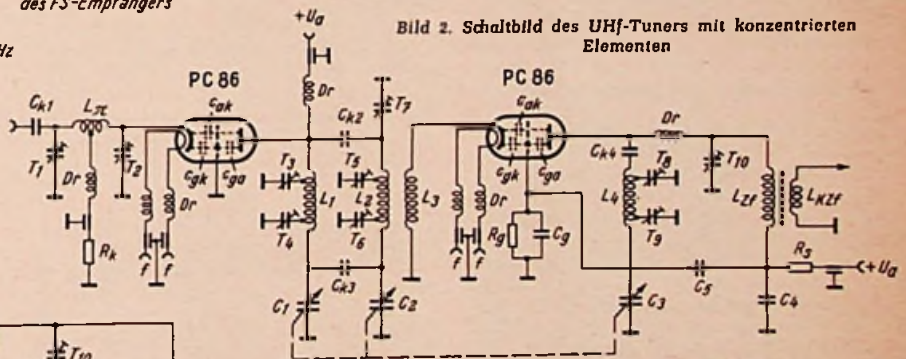 des FS-Empfängers
Hz
Bild 2. Schaltbild des UHf-Tuners mit konzentrierten
Elementen
+Ua
PC 86
PC 86
Dr
Ck1
Lπ
cak
Ck2
T7
cak
Dr
T1
T2
cgk
cga
T3
T5
cgk
cga
Ck4
T8
T10
Dr
Dr
L1
L2
L3
Dr
L4
LZf
LKZf
Rk
T4
T6
Rg
Cg
T9
f
f
f
f
Ck3
C5
R3
+Ua
C1
C2
C3
C4
T10